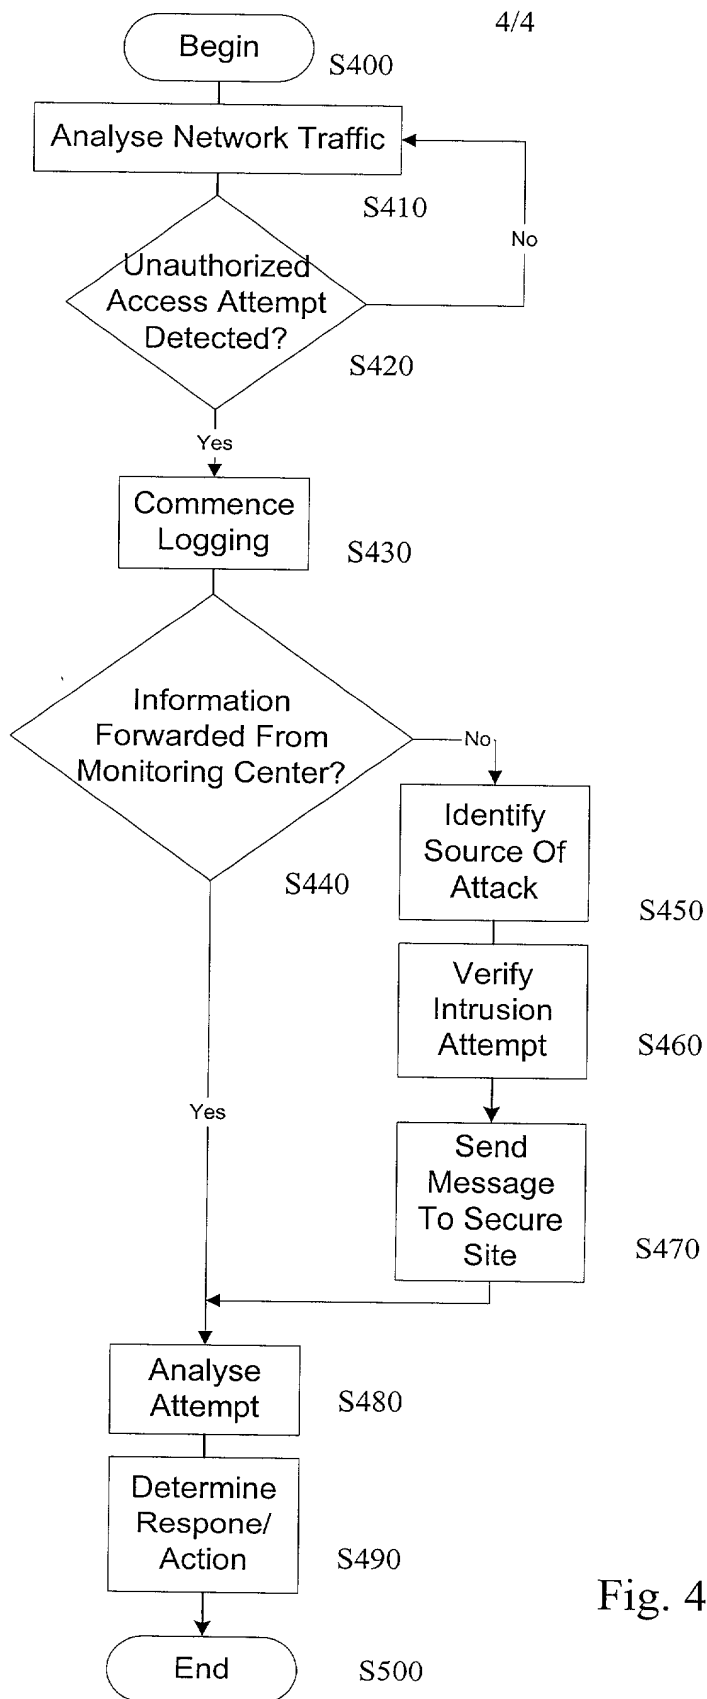 4/4
Begin
S400
Analyse Network Traffic
S410
No
Unauthorized
Access Attempt
Detected?
S420
Yes
Commence
Logging
S430
Information
Forwarded From
Monitoring Center?
No
S440
Identify
Source Of
Attack
S450
Verify
Intrusion
Attempt
S460
Yes
Send
Message
To Secure
Site
S470
Analyse
Attempt
S480
Determine
Respone/
Action
S490
Fig. 4
End
S500